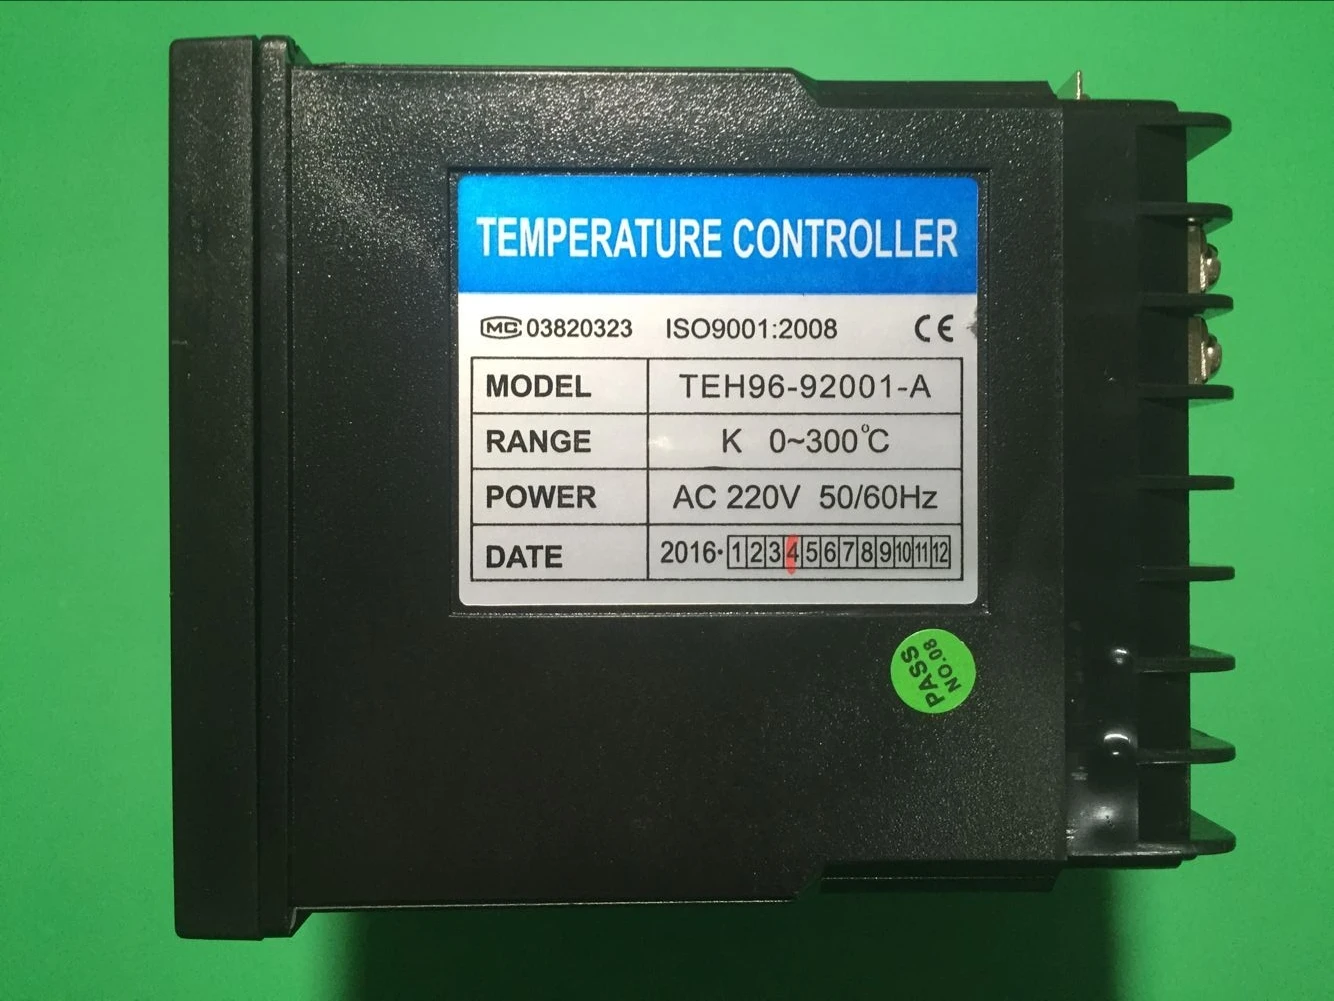 TEMPERATURE CONTROLLER
MC 03820323 ISO9001:2008 CE
MODEL TEH96-92001-A
RANGE K 0~300℃
POWER AC 220V 50/60Hz
DATE 2016· 1 2 3 4 5 6 7 8 9 10 11 12
PASS
NO.08